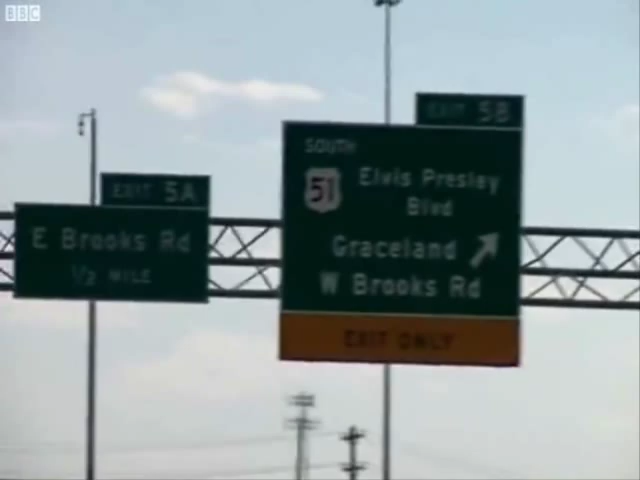 BBC
EXIT 5A
E Brooks Rd
1/2 MILE
EXIT 5B
SOUTH
51 Elvis Presley
Blvd
Graceland
W Brooks Rd
EXIT ONLY